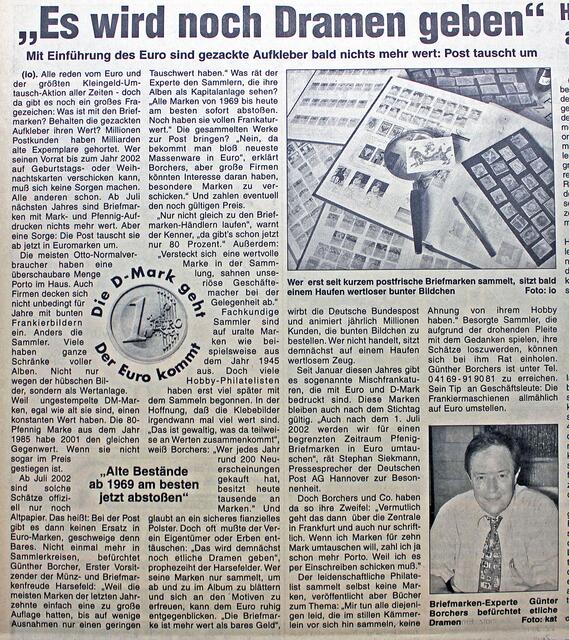 „Es wird noch Dramen geben“
Mit Einführung des Euro sind gezackte Aufkleber bald nichts mehr wert: Post tauscht um
(lo). Alle reden vom Euro und
der größten Kleingeld-Um-
tausch-Aktion aller Zeiten - doch
da gibt es noch ein großes Fra-
gezeichen: Was ist mit den Brief-
marken? Behalten die gezackten
Aufkleber ihren Wert? Millionen
Postkunden haben Milliarden
alte Exemplare gehortet. Wer
seinen Vorrat bis zum Jahr 2002
auf Geburtstags- oder Weih-
nachtskarten verschicken kann,
muß sich keine Sorgen machen.
Alle anderen schon. Ab Juli
nächsten Jahres sind Briefmar-
ken mit Mark- und Pfennig-Auf-
drucken nicht mehr wert. Aber
eine Sorge: Die Post tauscht sie
ab jetzt in Euromarken um.
Die meisten Otto-Normalver-
braucher haben eine
überschaubare Menge
Porto im Haus. Auch
Firmen decken sich
nicht unbedingt für
Jahre mit bunten
Frankierbildern
ein. Anders die
Sammler. Viele
haben ganze
Schränke voller
Alben. Nicht nur
wegen der hübschen Bil-
der, sondern als Wertanlage.
Weil ungestempelte DM-Mar-
ken, egal wie alt sie sind, einen
konstanten Wert haben. Die 80-
Pfennig Marke aus dem Jahr
1985 habe 2001 den gleichen
Gegenwert. Wenn sie nicht
sogar im Preis
gestiegen ist.
Ab Juli 2002
sind solche
Schätze offizi-
ell nur noch
Altpapier. Das heißt: Bei der Post
gibt es dann keinen Ersatz in
Euro-Marken, geschweige denn
Bares. Nicht einmal mehr in
Sammlerkreisen, befürchtet
Günther Borcher, Erster Vorsit-
zender der Münz- und Briefmar-
kenfreunde Harsefeld: „Weil die
meisten Marken der letzten Jahr-
zehnte einfach eine zu große
Auflage hatten, bis auf wenige
Ausnahmen nur einen geringen
Tauschwert haben.“ Was rät der
Experte den Sammlern, die ihre
Alben als Kapitalanlage sehen?
„Alle Marken von 1969 bis heute
am besten sofort abstoßen.
Noch haben sie vollen Frankatur-
wert.“ Die gesammelten Werke
zur Post bringen? „Nein, da
bekommt man bloß neueste
Massenware in Euro“, erklärt
Borchers, aber große Firmen
könnten Interesse daran haben,
besondere Marken zu ver-
schicken.“ Und zahlen eventuell
den noch gültigen Preis.
„Nur nicht gleich zu den Brief-
marken-Händlern laufen“, warnt
der Kenner, „da gibt's schon jetzt
nur 80 Prozent.“ Außerdem:
„Versteckt sich eine wertvolle
Marke in der Samm-
lung, sahnen unse-
riöse Geschäfte-
macher bei der
Gelegenheit ab.“
Fachkundige
Sammler sind
auf uralte Mar-
ken wie bei-
spielsweise aus
dem Jahr 1945
aus. Doch viele
Hobby-Philatelisten
haben erst viel später mit
dem Sammeln begonnen. In der
Hoffnung, daß die Klebebilder
irgendwann mal viel wert sind.
„Das ist gewaltig, was da teilwei-
se an Werten zusammenkommt“,
weiß Borchers: „Wer jedes Jahr
rund 200 Neu-
erscheinungen
gekauft hat,
besitzt heute
tausende an
Marken.“ Und
glaubt an ein sicheres fianzielles
Polster. Doch oft mußte der Ver-
ein Eigentümer oder Erben ent-
täuschen: „Das wird demnächst
noch etliche Dramen geben“,
prophezeiht der Harsefelder. Wer
seine Marken nur sammelt, um
ab und zu im Album zu blättern
und sich an den Motiven zu
erfreuen, kann dem Euro ruhig
entgegenblicken. „Die Briefmar-
ke ist mehr wert als bares Geld“,
Die D-Mark geht
1 EURO
Der Euro kommt
„Alte Bestände
ab 1969 am besten
jetzt abstoßen“
Wer erst seit kurzem postfrische Briefmarken sammelt, sitzt bald
einem Haufen wertloser bunter Bildchen
Foto: lo
wirbt die Deutsche Bundespost
und animiert jährlich Millionen
Kunden, die bunten Bildchen zu
bestellen. Wer nicht handelt, sitzt
demnächst auf einem Haufen
wertlosem Zeug.
Seit Januar diesen Jahres gibt
es sogenannte Mischfrankatu-
ren, die mit Euro und D-Mark
bedruckt sind. Diese Marken
bleiben auch nach dem Stichtag
gültig. „Auch nach dem 1. Juli
2002 werden wir für einen
begrenzten Zeitraum Pfenig-
Briefmarken in Euro umtau-
schen“, rät Stephan Siekmann,
Pressesprecher der Deutschen
Post AG Hannover zur Beson-
nenheit.
Doch Borchers und Co. haben
da so ihre Zweifel: „Vermutlich
geht das dann über die Zentrale
in Frankfurt und auch nur schrift-
lich. Wenn ich Marken für zehn
Mark umtauschen will, zahl ich ja
schon mehr Porto. Weil ich es
per Einschreiben schicken muß.“
Der leidenschaftliche Philate-
list sammelt selbst keine Mar-
ken, veröffentlicht aber Bücher
zum Thema: „Mir tun alle diejeni-
gen leid, die im stillen Kämmer-
lein vor sich hin sammeln, keine
Ahnung von ihrem Hobby
haben.“ Besorgte Sammler, die
aufgrund der drohenden Pleite
mit dem Gedanken spielen, ihre
Schätze loszuwerden, können
sich bei ihm Rat einholen.
Günther Borchers ist unter Tel.
04169-91901 zu erreichen.
Sein Tip an Geschäftsleute: Die
Frankiermaschienen allmählich
auf Euro umstellen.
Briefmarken-Experte Günther
Borchers befürchtet etliche
Dramen
Foto: kat